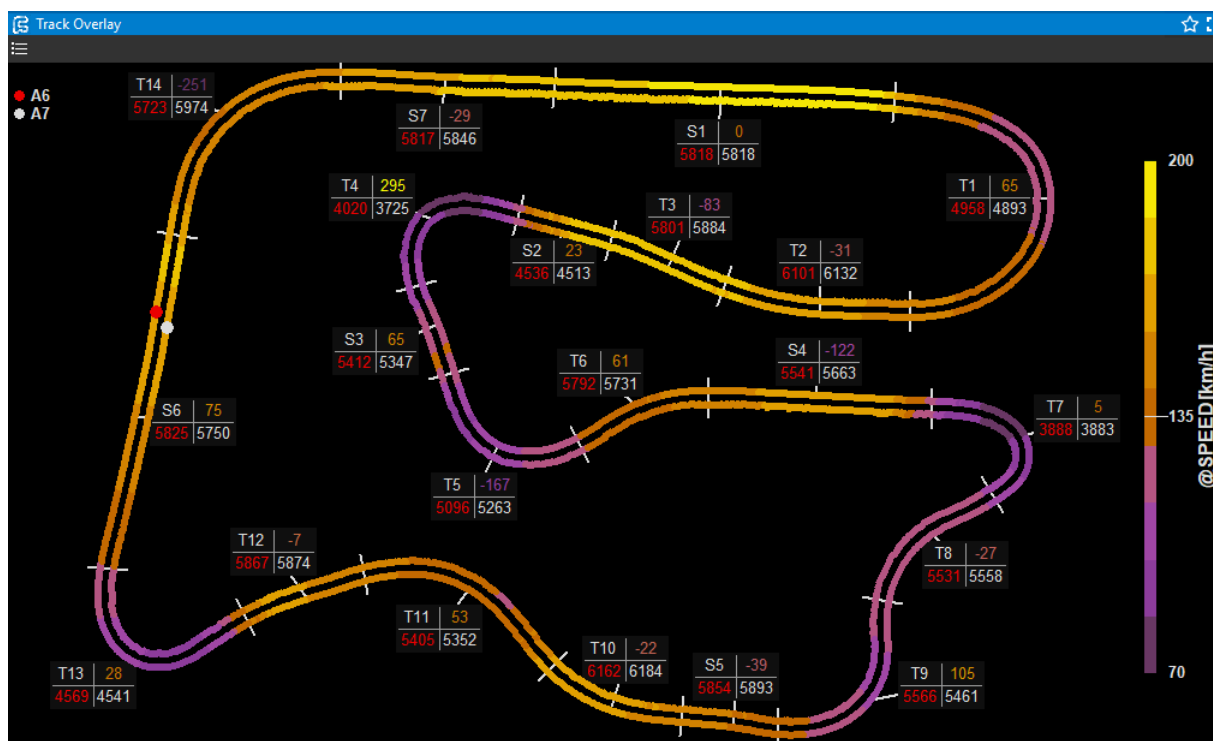 Track Overlay
A6
A7
T14 -251
5723 5974
S7 -29
5817 5846
S1 0
5818 5818
T1 65
4958 4893
T4 295
4020 3725
T3 -83
5801 5884
S2 23
4536 4513
T2 -31
6101 6132
S3 65
5412 5347
T6 61
5792 5731
S4 -122
5541 5663
T7 5
3888 3883
S6 75
5825 5750
T5 -167
5096 5263
T12 -7
5867 5874
T8 -27
5531 5558
T11 53
5405 5352
T10 -22
6162 6184
S5 -39
5854 5893
T9 105
5566 5461
T13 28
4569 4541
200
135
70
@SPEED[km/h]